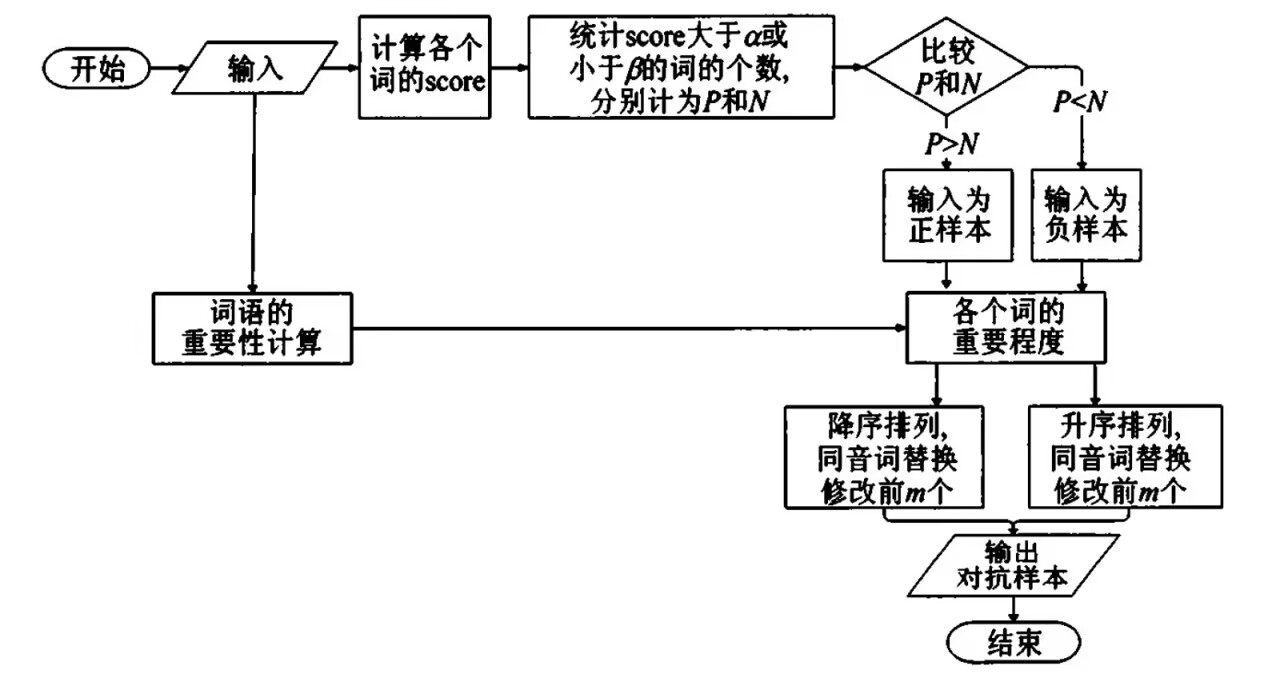 开始
输入
计算各个
词的score
统计score大于α或
小于β的词的个数,
分别计为P和N
比较
P和N
P<N
P>N
输入为
正样本
输入为
负样本
词语的
重要性计算
各个词的
重要程度
降序排列,
同音词替换
修改前m个
升序排列,
同音词替换
修改前m个
输出
对抗样本
结束